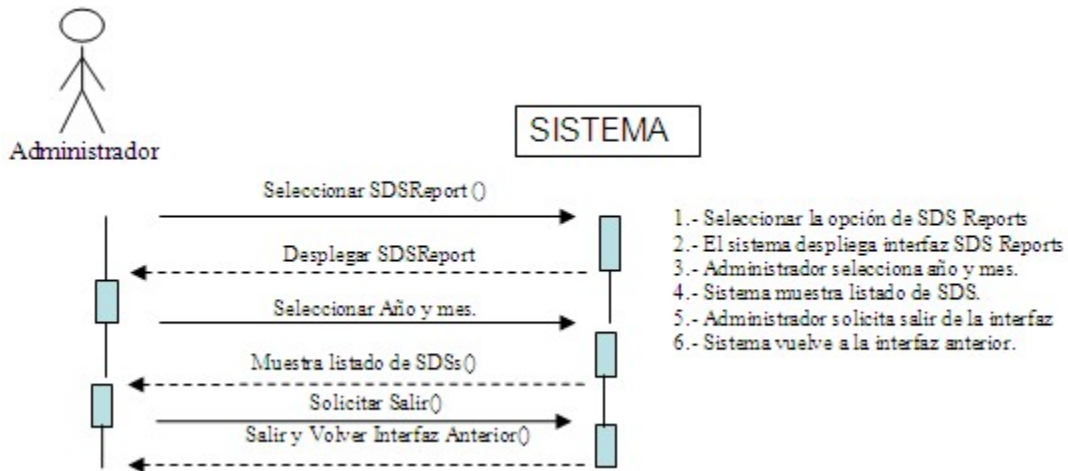 Administrador
SISTEMA
Seleccionar SDSReport ()
Desplegar SDSReport
Seleccionar Año y mes.
Muestra listado de SDSs()
Solicitar Salir()
Salir y Volver Interfaz Anterior()
1.- Seleccionar la opción de SDS Reports
2.- El sistema despliega interfaz SDS Reports
3.- Administrador selecciona año y mes.
4.- Sistema muestra listado de SDS.
5.- Administrador solicita salir de la interfaz
6.- Sistema vuelve a la interfaz anterior.